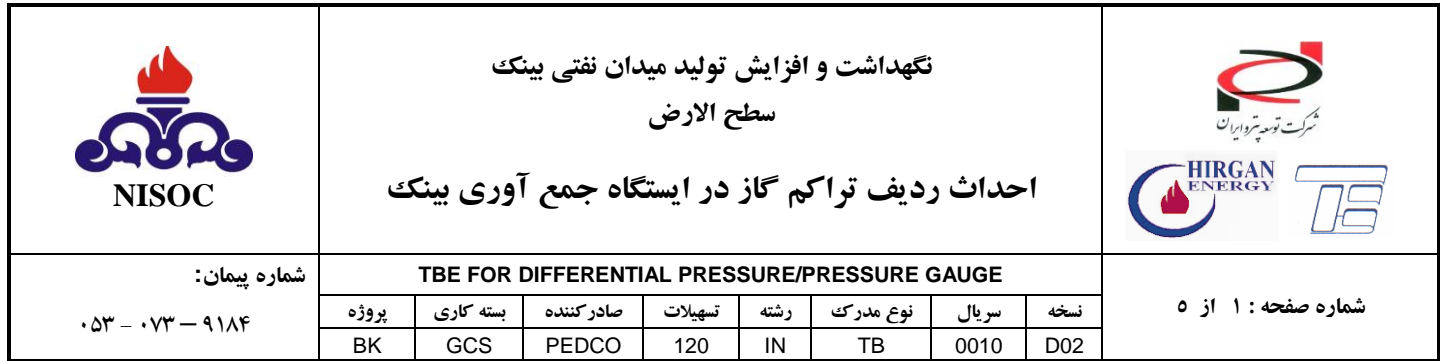 NISOC
نگهداشت و افزایش تولید میدان نفتی بینک
سطح الارض
احداث ردیف تراکم گاز در ایستگاه جمع آوری بینک
شرکت توسعه پترو ایران
HIRGAN
ENERGY
شماره پیمان:
۰۵۳ – ۰۷۳ – ۹۱۸۴
TBE FOR DIFFERENTIAL PRESSURE/PRESSURE GAUGE
پروژه بسته کاری صادرکننده تسهیلات رشته نوع مدرک سریال نسخه
BK GCS PEDCO 120 IN TB 0010 D02
شماره صفحه : ۱ از ۵